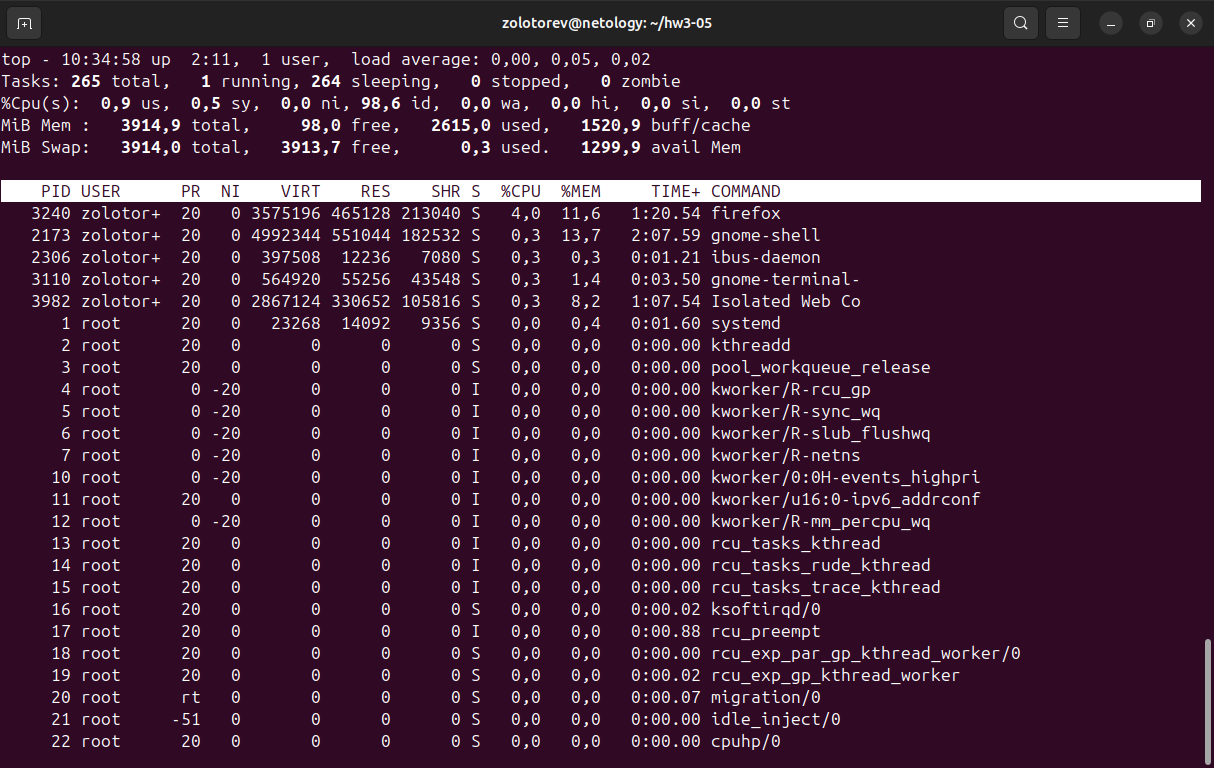 zolotorev@netology: ~/hw3-05
top - 10:34:58 up  2:11,  1 user,  load average: 0,00, 0,05, 0,02
Tasks: 265 total,   1 running, 264 sleeping,   0 stopped,   0 zombie
%Cpu(s):  0,9 us,  0,5 sy,  0,0 ni, 98,6 id,  0,0 wa,  0,0 hi,  0,0 si,  0,0 st
MiB Mem :   3914,9 total,     98,0 free,   2615,0 used,   1520,9 buff/cache
MiB Swap:   3914,0 total,   3913,7 free,      0,3 used.   1299,9 avail Mem
    PID USER      PR  NI    VIRT    RES    SHR S  %CPU  %MEM     TIME+ COMMAND
   3240 zolotor+  20   0 3575196 465128 213040 S   4,0  11,6   1:20.54 firefox
   2173 zolotor+  20   0 4992344 551044 182532 S   0,3  13,7   2:07.59 gnome-shell
   2306 zolotor+  20   0  397508  12236   7080 S   0,3   0,3   0:01.21 ibus-daemon
   3110 zolotor+  20   0  564920  55256  43548 S   0,3   1,4   0:03.50 gnome-terminal-
   3982 zolotor+  20   0 2867124 330652 105816 S   0,3   8,2   1:07.54 Isolated Web Co
      1 root      20   0   23268  14092   9356 S   0,0   0,4   0:01.60 systemd
      2 root      20   0       0      0      0 S   0,0   0,0   0:00.00 kthreadd
      3 root      20   0       0      0      0 S   0,0   0,0   0:00.00 pool_workqueue_release
      4 root       0 -20       0      0      0 I   0,0   0,0   0:00.00 kworker/R-rcu_gp
      5 root       0 -20       0      0      0 I   0,0   0,0   0:00.00 kworker/R-sync_wq
      6 root       0 -20       0      0      0 I   0,0   0,0   0:00.00 kworker/R-slub_flushwq
      7 root       0 -20       0      0      0 I   0,0   0,0   0:00.00 kworker/R-netns
     10 root       0 -20       0      0      0 I   0,0   0,0   0:00.00 kworker/0:0H-events_highpri
     11 root      20   0       0      0      0 I   0,0   0,0   0:00.00 kworker/u16:0-ipv6_addrconf
     12 root       0 -20       0      0      0 I   0,0   0,0   0:00.00 kworker/R-mm_percpu_wq
     13 root      20   0       0      0      0 I   0,0   0,0   0:00.00 rcu_tasks_kthread
     14 root      20   0       0      0      0 I   0,0   0,0   0:00.00 rcu_tasks_rude_kthread
     15 root      20   0       0      0      0 I   0,0   0,0   0:00.00 rcu_tasks_trace_kthread
     16 root      20   0       0      0      0 S   0,0   0,0   0:00.02 ksoftirqd/0
     17 root      20   0       0      0      0 I   0,0   0,0   0:00.88 rcu_preempt
     18 root      20   0       0      0      0 S   0,0   0,0   0:00.00 rcu_exp_par_gp_kthread_worker/0
     19 root      20   0       0      0      0 S   0,0   0,0   0:00.02 rcu_exp_gp_kthread_worker
     20 root      rt   0       0      0      0 S   0,0   0,0   0:00.07 migration/0
     21 root     -51   0       0      0      0 S   0,0   0,0   0:00.00 idle_inject/0
     22 root      20   0       0      0      0 S   0,0   0,0   0:00.00 cpuhp/0